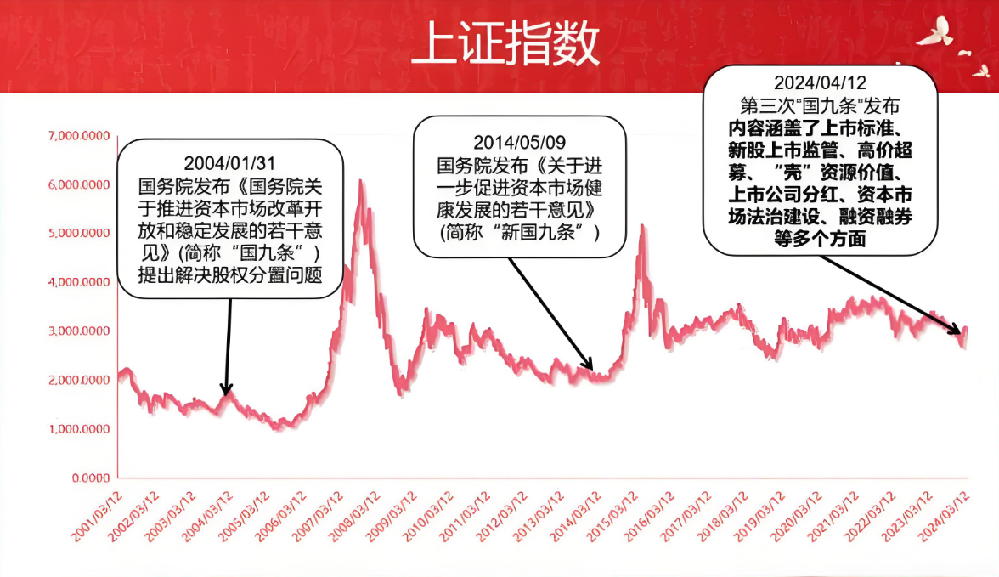 上证指数
2004/01/31
国务院发布《国务院关
于推进资本市场改革开
放和稳定发展的若干意
见》(简称“国九条”)
提出解决股权分置问题
2014/05/09
国务院发布《关于进
一步促进资本市场健
康发展的若干意见》
(简称“新国九条”)
2024/04/12
第三次“国九条”发布
内容涵盖了上市标准、
新股上市监管、高价超
募、“壳”资源价值、
上市公司分红、资本市
场法治建设、融资融券
等多个方面
7,000.0000
6,000.0000
5,000.0000
4,000.0000
3,000.0000
2,000.0000
1,000.0000
0.0000
2001/03/12
2002/03/12
2003/03/12
2004/03/12
2005/03/12
2006/03/12
2007/03/12
2008/03/12
2009/03/12
2010/03/12
2011/03/12
2012/03/12
2013/03/12
2014/03/12
2015/03/12
2016/03/12
2017/03/12
2018/03/12
2019/03/12
2020/03/12
2021/03/12
2022/03/12
2023/03/12
2024/03/12